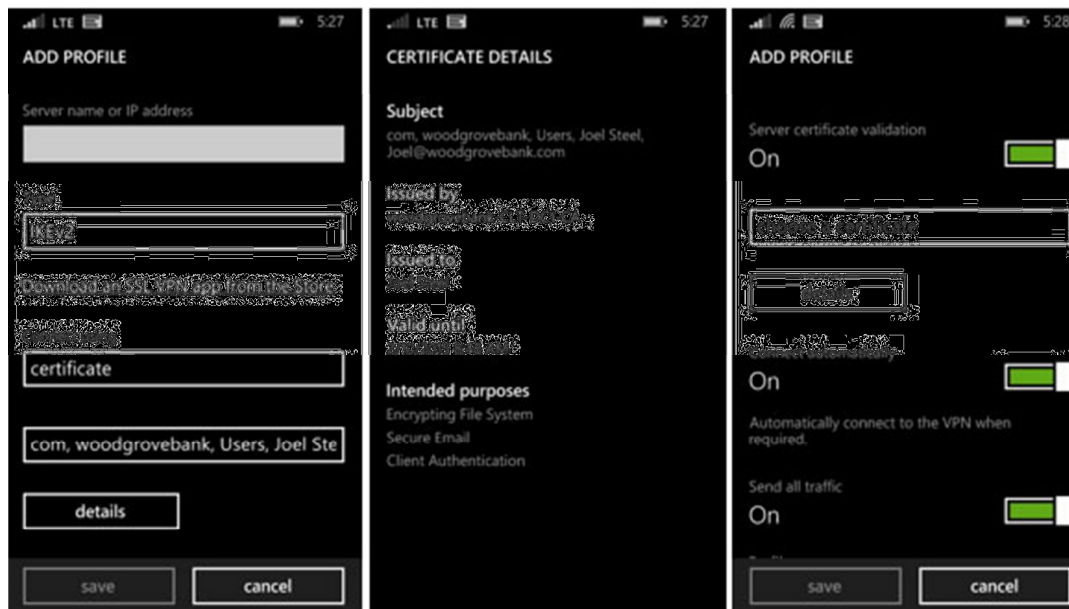 LTE 5:27
ADD PROFILE
Server name or IP address
IKEv2
Download an SSL VPN app from the Store
certificate
com, woodgrovebank, Users, Joel Ste
details
save cancel
LTE 5:27
CERTIFICATE DETAILS
Subject
com, woodgrovebank, Users, Joel Steel,
Joel@woodgrovebank.com
Issued by
Issued to
Valid until
Intended purposes
Encrypting File System
Secure Email
Client Authentication
5:28
ADD PROFILE
Server certificate validation
On
certificate
Connect automatically
On
Automatically connect to the VPN when
required.
Send all traffic
On
save cancel